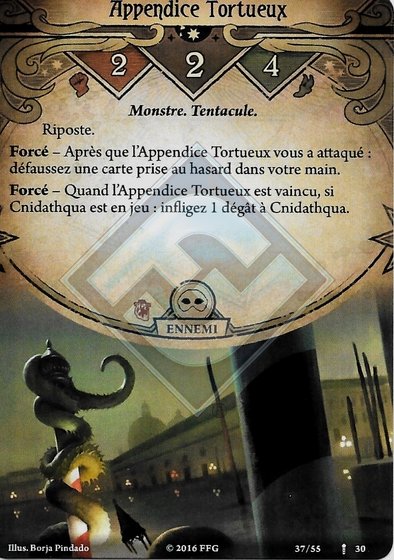 Appendice Tortueux
2 2 4
Monstre. Tentacule.
Riposte.
Forcé – Après que l'Appendice Tortueux vous a attaqué :
défaussez une carte prise au hasard dans votre main.
Forcé – Quand l'Appendice Tortueux est vaincu, si
Cnidathqua est en jeu : infligez 1 dégât à Cnidathqua.
ENNEMI
Illus. Borja Pindado © 2016 FFG 37/55 30